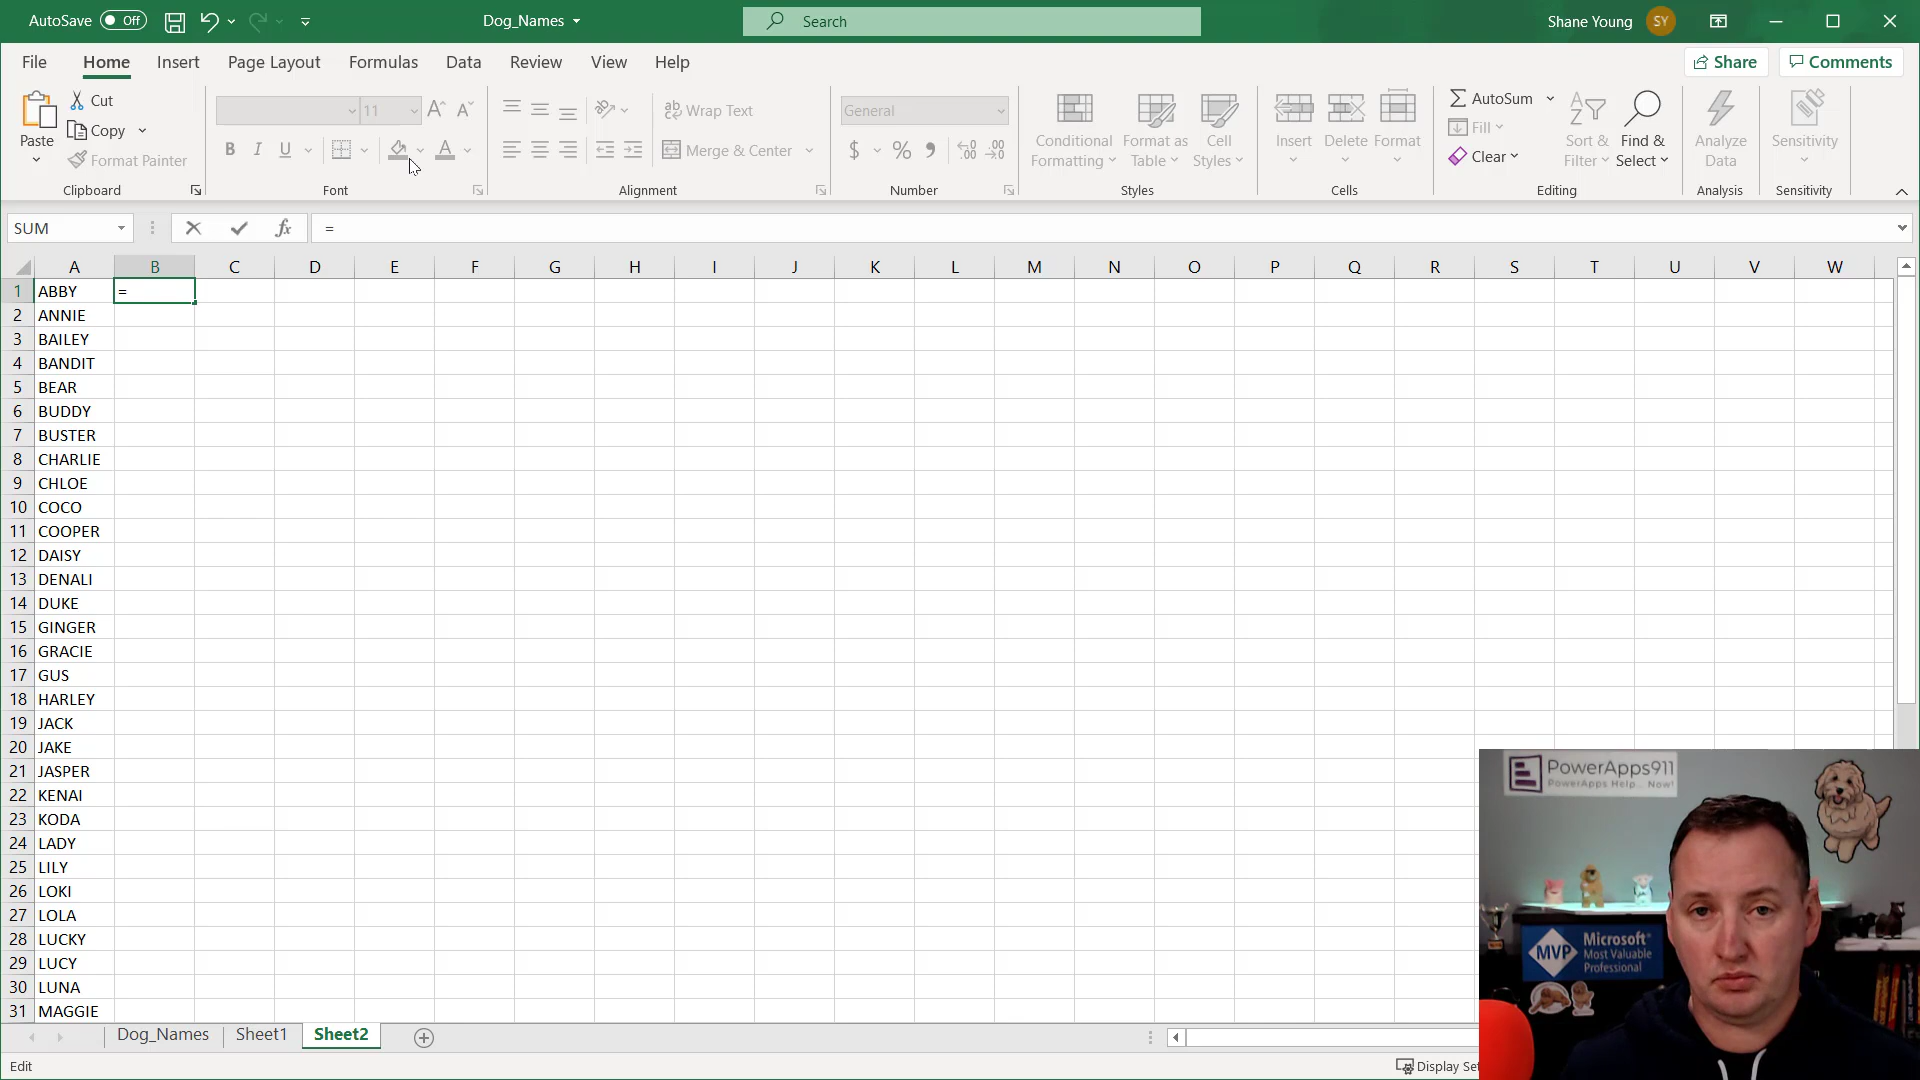 AutoSave Off
Dog_Names
Search
Shane Young SY
File Home Insert Page Layout Formulas Data Review View Help
Share Comments
Paste
Cut
Copy
Format Painter
Clipboard
11
B I U A
Font
ab Wrap Text
Merge & Center
Alignment
General
$ % 9
Number
Conditional Formatting
Format as Table
Cell Styles
Styles
Insert Delete Format
Cells
AutoSum
Fill
Clear
Sort & Filter
Find & Select
Editing
Analyze Data
Analysis
Sensitivity
Sensitivity
SUM fx =
A B C D E F G H I J K L M N O P Q R S T U V W
1 ABBY =
2 ANNIE
3 BAILEY
4 BANDIT
5 BEAR
6 BUDDY
7 BUSTER
8 CHARLIE
9 CHLOE
10 COCO
11 COOPER
12 DAISY
13 DENALI
14 DUKE
15 GINGER
16 GRACIE
17 GUS
18 HARLEY
19 JACK
20 JAKE
21 JASPER
22 KENAI
23 KODA
24 LADY
25 LILY
26 LOKI
27 LOLA
28 LUCKY
29 LUCY
30 LUNA
31 MAGGIE
PowerApps911
PowerApps Help... Now!
MVP
Microsoft
Most Valuable
Professional
Dog_Names Sheet1 Sheet2
Edit
Display Set